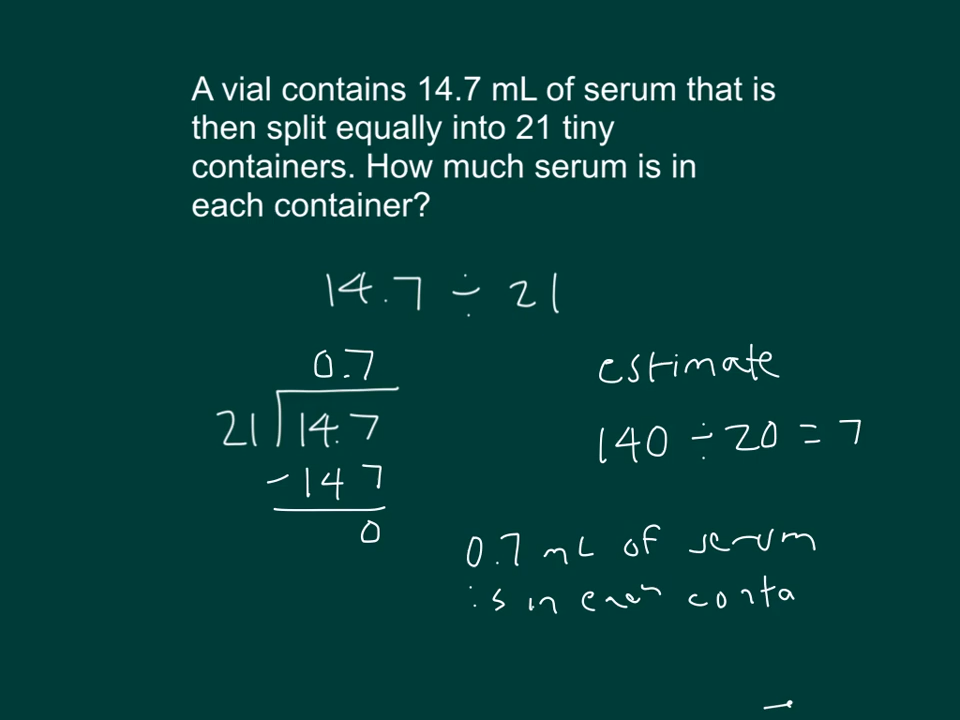 A vial contains 14.7 mL of serum that is
then split equally into 21 tiny
containers. How much serum is in
each container?
14.7 ÷ 21
0.7
21 14.7
-147
0
estimate
140 ÷ 20 = 7
0.7 mL of serum
is in each conta